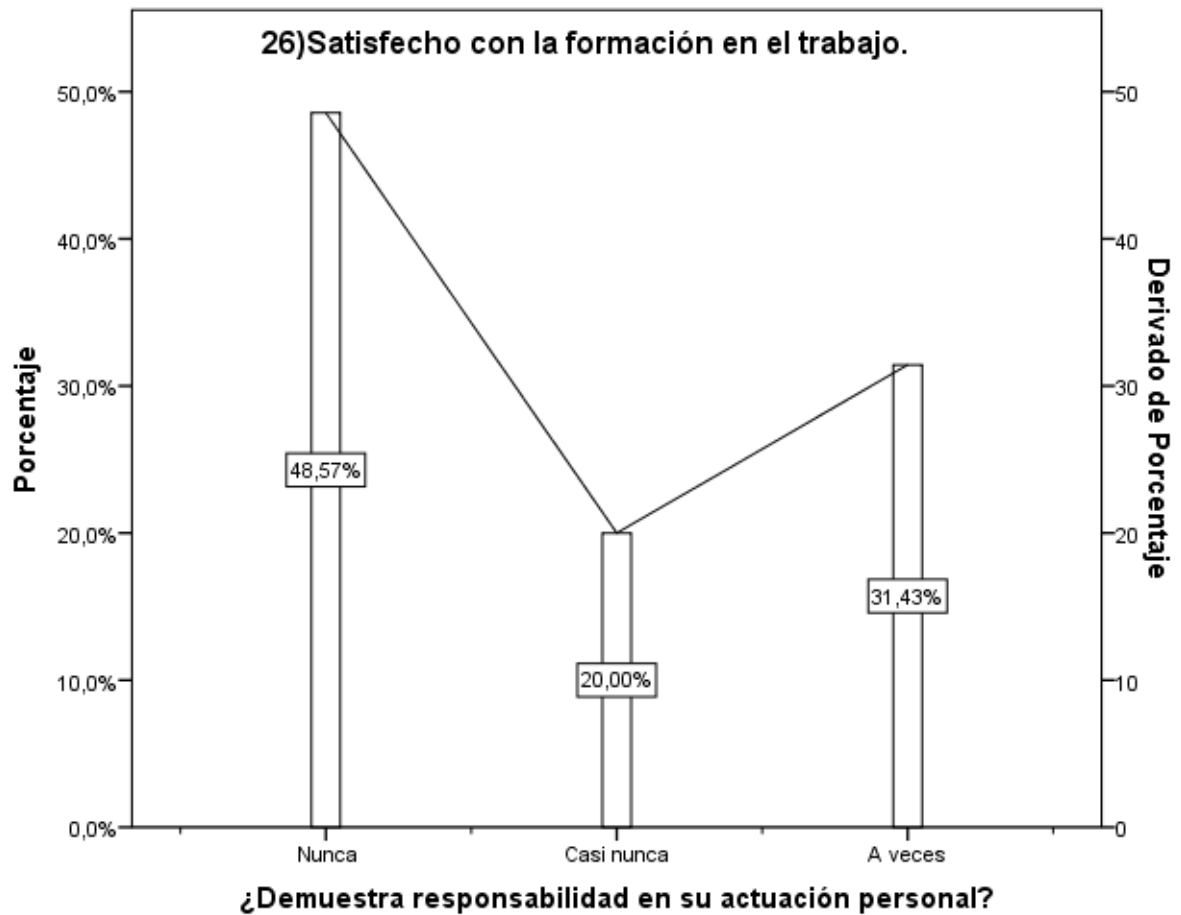 26)Satisfecho con la formación en el trabajo.
50,0%
40,0%
30,0%
20,0%
10,0%
0,0%
Porcentaje
50
40
30
20
10
0
Derivado de Porcentaje
48,57%
20,00%
31,43%
Nunca
Casi nunca
A veces
¿Demuestra responsabilidad en su actuación personal?